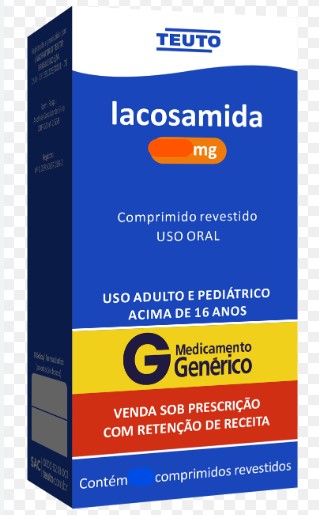 TEUTO
lacosamida
mg
Comprimido revestido
USO ORAL
USO ADULTO E PEDIÁTRICO
ACIMA DE 16 ANOS
G Medicamento
Genérico
VENDA SOB PRESCRIÇÃO
COM RETENÇÃO DE RECEITA
Contém comprimidos revestidos
SAC